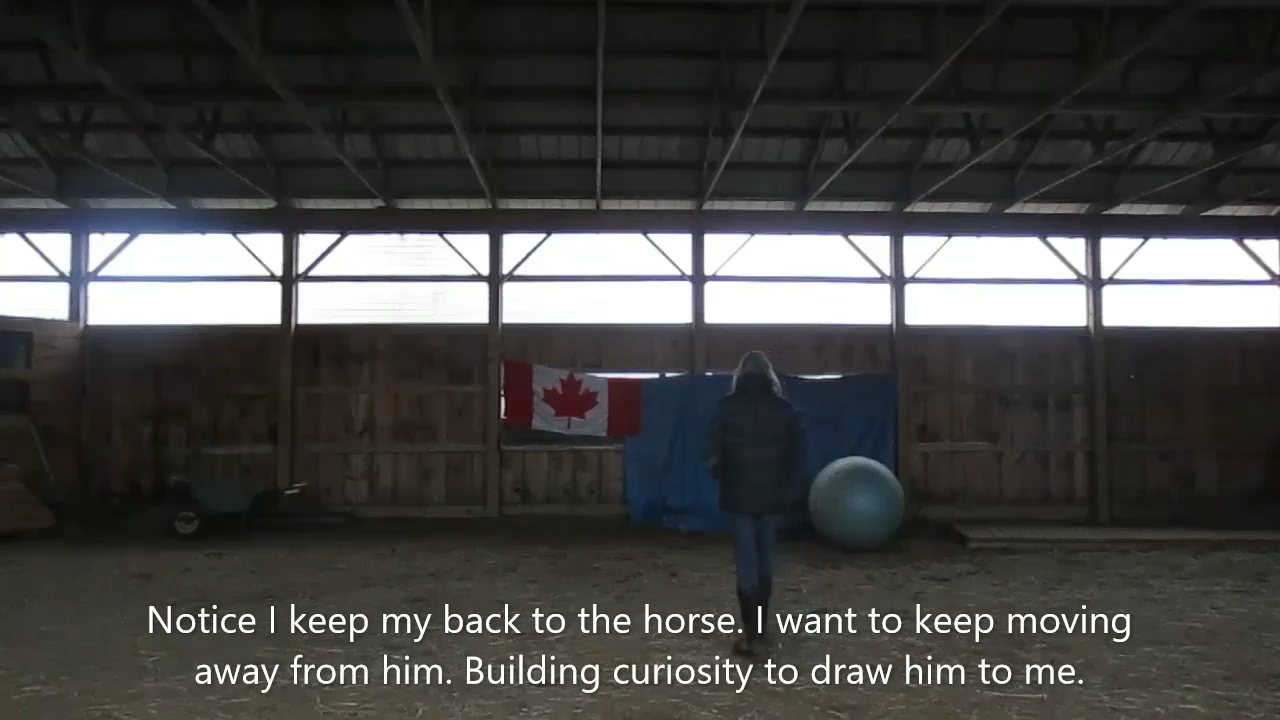 Notice I keep my back to the horse. I want to keep moving
away from him. Building curiosity to draw him to me.